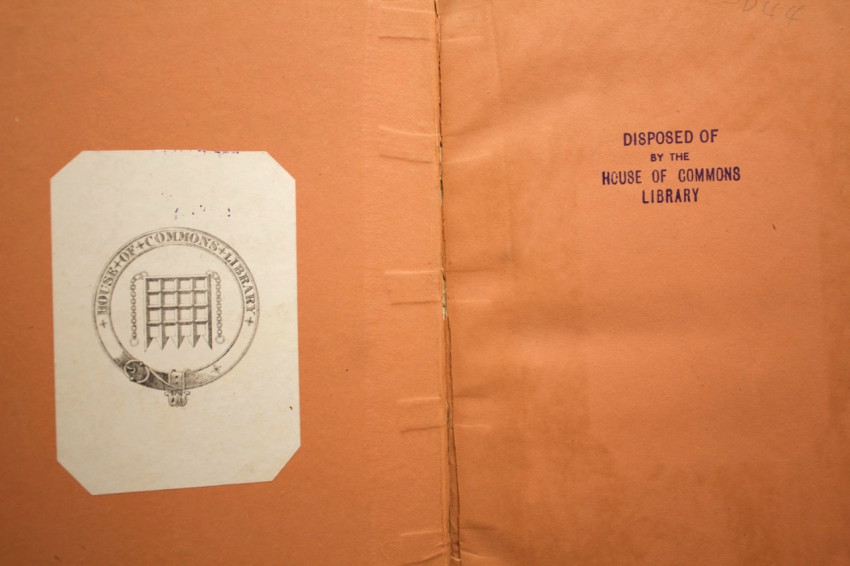 + HOUSE + OF + COMMONS + LIBRARY +
DISPOSED OF
BY THE
HOUSE OF COMMONS
LIBRARY